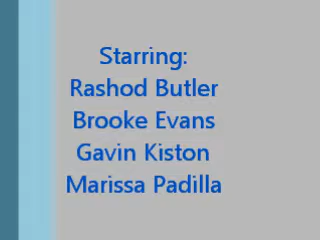 Starring:
Rashod Butler
Brooke Evans
Gavin Kiston
Marissa Padilla